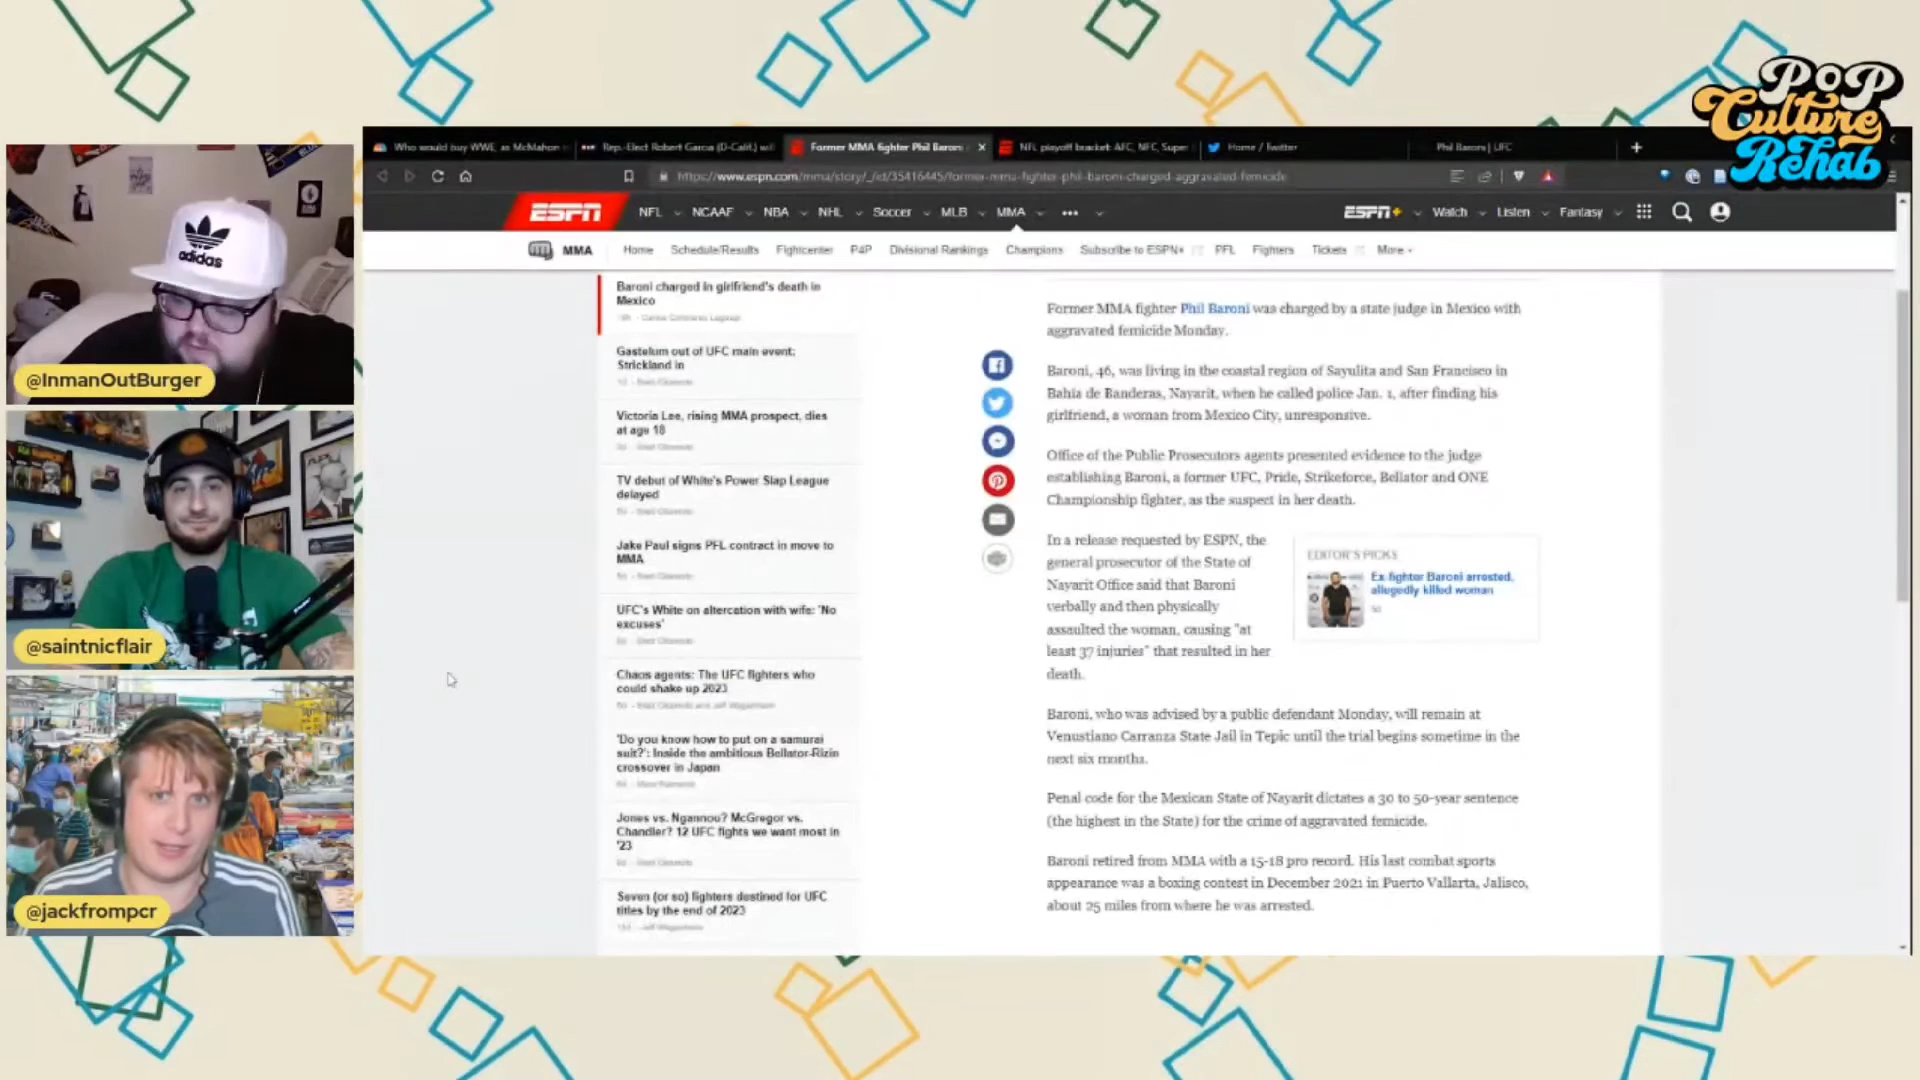 POP
Culture
Rehab
Who would buy WWE, as McMahon
Rep.-Elect Robert Garcia (D-Calif.) wil
Former MMA fighter Phil Baroni
NFL playoff bracket: AFC, NFC, Super
Home / Twitter
Phil Baroni | UFC
https://www.espn.com/mma/story/_/id/35416445/former-mma-fighter-phil-baroni-charged-aggravated-femicide
ESPN
NFL
NCAAF
NBA
NHL
Soccer
MLB
MMA
ESPN+
Watch
Listen
Fantasy
MMA
Home
Schedule/Results
Fightcenter
P4P
Divisional Rankings
Champions
Subscribe to ESPN+
PFL
Fighters
Tickets
More
adidas
@InmanOutBurger
@saintnicflair
@jackfrompcr
Baroni charged in girlfriend's death in
Mexico
Gastelum out of UFC main event;
Strickland in
Victoria Lee, rising MMA prospect, dies
at age 18
TV debut of White's Power Slap League
delayed
Jake Paul signs PFL contract in move to
MMA
UFC's White on altercation with wife: 'No
excuses'
Chaos agents: The UFC fighters who
could shake up 2023
'Do you know how to put on a samurai
suit?': Inside the ambitious Bellator-Rizin
crossover in Japan
Jones vs. Ngannou? McGregor vs.
Chandler? 12 UFC fights we want most in
'23
Seven (or so) fighters destined for UFC
titles by the end of 2023
Former MMA fighter Phil Baroni was charged by a state judge in Mexico with
aggravated femicide Monday.
Baroni, 46, was living in the coastal region of Sayulita and San Francisco in
Bahia de Banderas, Nayarit, when he called police Jan. 1, after finding his
girlfriend, a woman from Mexico City, unresponsive.
Office of the Public Prosecutors agents presented evidence to the judge
establishing Baroni, a former UFC, Pride, Strikeforce, Bellator and ONE
Championship fighter, as the suspect in her death.
In a release requested by ESPN, the
general prosecutor of the State of
Nayarit Office said that Baroni
verbally and then physically
assaulted the woman, causing "at
least 37 injuries" that resulted in her
death.
EDITOR'S PICKS
Ex-fighter Baroni arrested,
allegedly killed woman
Baroni, who was advised by a public defendant Monday, will remain at
Venustiano Carranza State Jail in Tepic until the trial begins sometime in the
next six months.
Penal code for the Mexican State of Nayarit dictates a 30 to 50-year sentence
(the highest in the State) for the crime of aggravated femicide.
Baroni retired from MMA with a 15-18 pro record. His last combat sports
appearance was a boxing contest in December 2021 in Puerto Vallarta, Jalisco,
about 25 miles from where he was arrested.